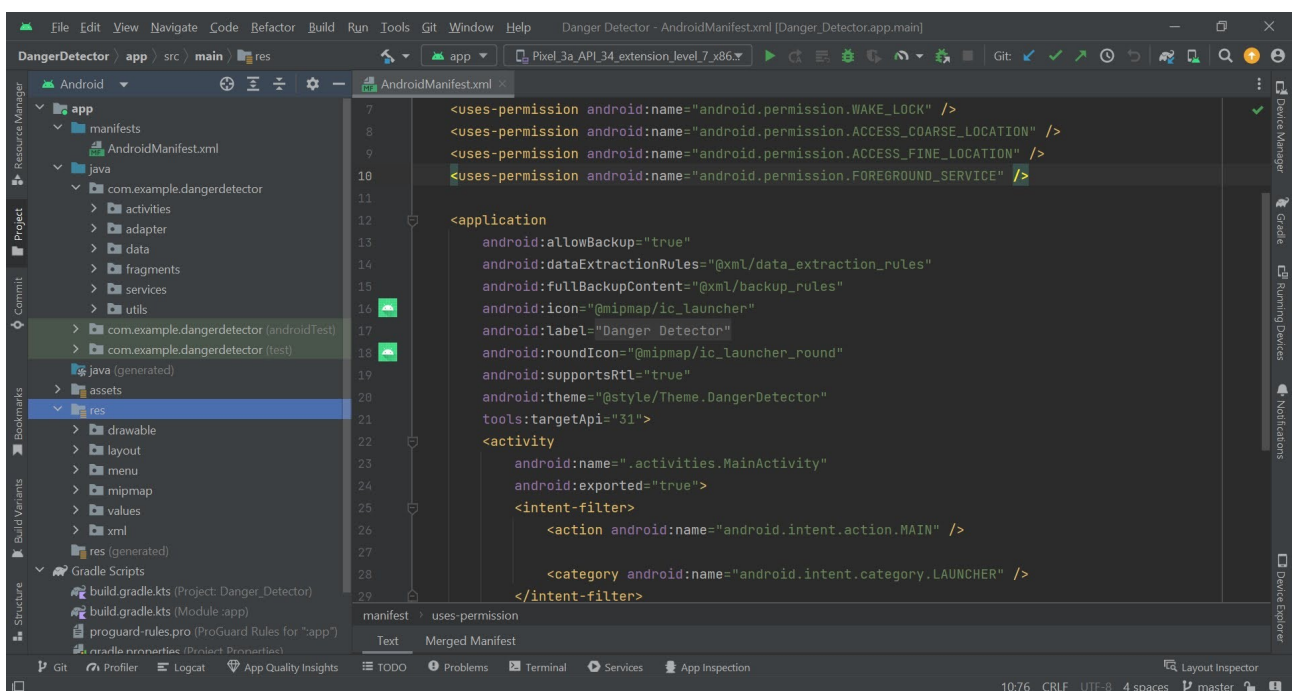 File Edit View Navigate Code Refactor Build Run Tools Git Window Help Danger Detector - AndroidManifest.xml [Danger_Detector.app.main]
DangerDetector app src main res app Pixel_3a_API_34_extension_level_7_x86... Git:
Android
AndroidManifest.xml
app
manifests
AndroidManifest.xml
java
com.example.dangerdetector
activities
adapter
data
fragments
services
utils
com.example.dangerdetector (androidTest)
com.example.dangerdetector (test)
java (generated)
assets
res
drawable
layout
menu
mipmap
values
xml
res (generated)
Gradle Scripts
build.gradle.kts (Project: Danger_Detector)
build.gradle.kts (Module :app)
proguard-rules.pro (ProGuard Rules for ":app")
gradle.properties (Project Properties)
7 <uses-permission android:name="android.permission.WAKE_LOCK" />
8 <uses-permission android:name="android.permission.ACCESS_COARSE_LOCATION" />
9 <uses-permission android:name="android.permission.ACCESS_FINE_LOCATION" />
10 <uses-permission android:name="android.permission.FOREGROUND_SERVICE" />
11
12 <application
13 android:allowBackup="true"
14 android:dataExtractionRules="@xml/data_extraction_rules"
15 android:fullBackupContent="@xml/backup_rules"
16 android:icon="@mipmap/ic_launcher"
17 android:label="Danger Detector"
18 android:roundIcon="@mipmap/ic_launcher_round"
19 android:supportsRtl="true"
20 android:theme="@style/Theme.DangerDetector"
21 tools:targetApi="31">
22 <activity
23 android:name=".activities.MainActivity"
24 android:exported="true">
25 <intent-filter>
26 <action android:name="android.intent.action.MAIN" />
27
28 <category android:name="android.intent.category.LAUNCHER" />
29 </intent-filter>
manifest uses-permission
Text Merged Manifest
Resource Manager
Project
Commit
Bookmarks
Build Variants
Structure
Device Manager
Gradle
Running Devices
Notifications
Device Explorer
Git Profiler Logcat App Quality Insights TODO Problems Terminal Services App Inspection Layout Inspector
10:76 CRLF UTF-8 4 spaces master